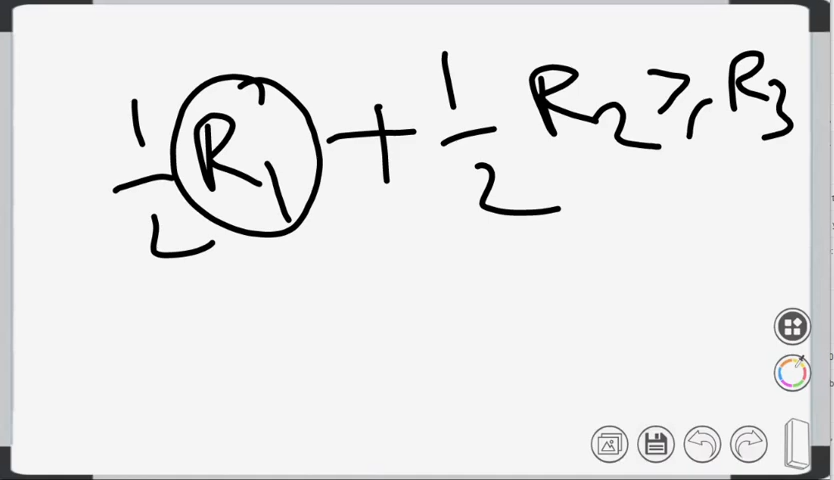 ½ R₁ + ½ R₂ ≥ R₃